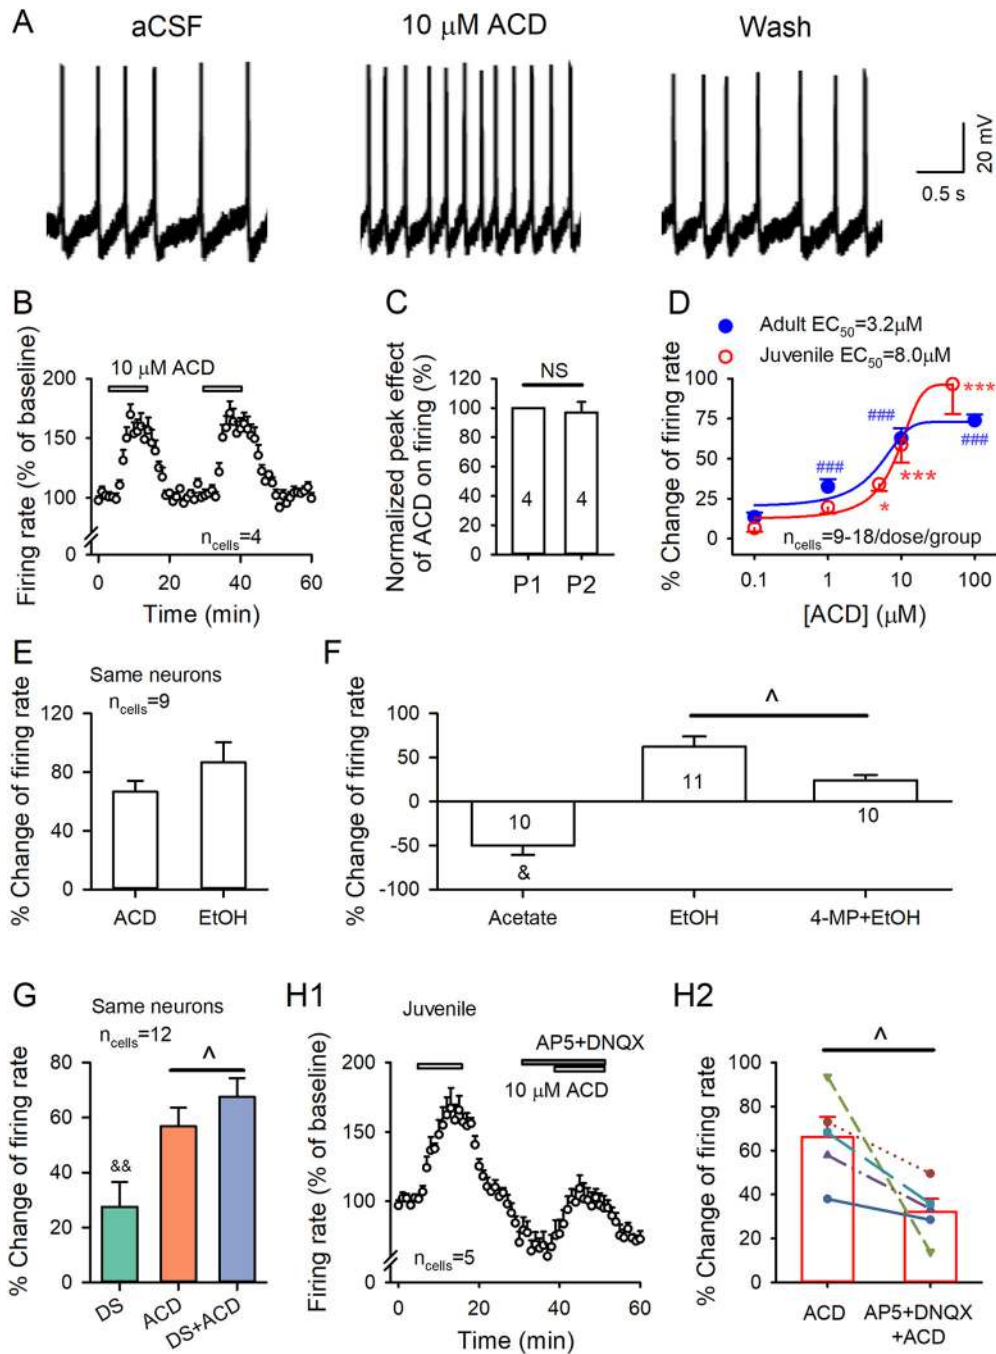 A
aCSF
10 μM ACD
Wash
20 mV
0.5 s
B
Firing rate (% of baseline)
200
150
100
0
10 μM ACD
n_cells=4
0 20 40 60
Time (min)
C
Normalized peak effect
of ACD on firing (%)
120
100
80
60
40
20
0
NS
4 4
P1 P2
D
Adult EC50=3.2μM
Juvenile EC50=8.0μM
% Change of firing rate
100
75
50
25
0
###
###
###
***
***
*
n_cells=9-18/dose/group
0.1 1 10 100
[ACD] (μM)
E
Same neurons
n_cells=9
% Change of firing rate
120
80
40
0
ACD EtOH
F
% Change of firing rate
100
50
0
-50
-100
^
10
11
10
&
Acetate EtOH 4-MP+EtOH
G
Same neurons
n_cells=12
% Change of firing rate
80
60
40
20
0
^
&&
DS ACD DS+ACD
H1
Juvenile
AP5+DNQX
10 μM ACD
Firing rate (% of baseline)
200
150
100
0
n_cells=5
0 20 40 60
Time (min)
H2
% Change of firing rate
100
80
60
40
20
0
^
ACD AP5+DNQX
+ACD